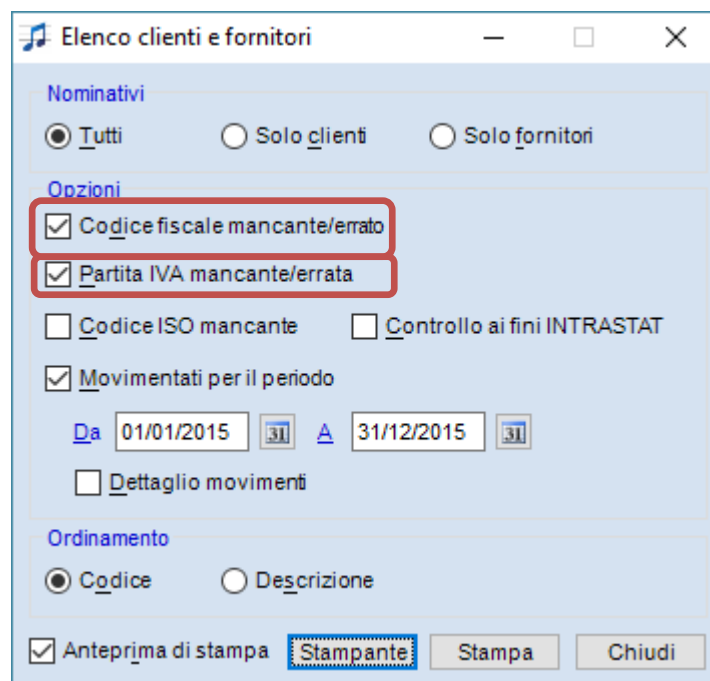 Elenco clienti e fornitori
Nominativi
Tutti Solo clienti Solo fornitori
Opzioni
Codice fiscale mancante/errato
Partita IVA mancante/errata
Codice ISO mancante Controllo ai fini INTRASTAT
Movimentati per il periodo
Da 01/01/2015 31 A 31/12/2015 31
Dettaglio movimenti
Ordinamento
Codice Descrizione
Anteprima di stampa Stampante Stampa Chiudi